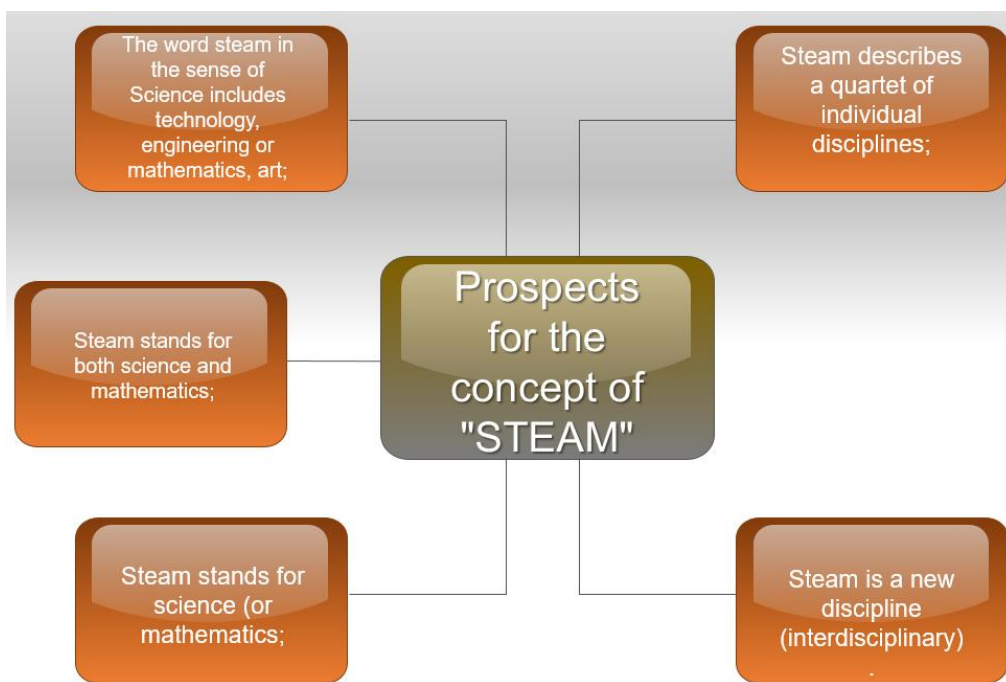 The word steam in
the sense of
Science includes
technology,
engineering or
mathematics, art;
Steam describes
a quartet of
individual
disciplines;
Prospects
for the
concept of
"STEAM"
Steam stands for
both science and
mathematics;
Steam stands for
science (or
mathematics;
Steam is a new
discipline
(interdisciplinary)
.